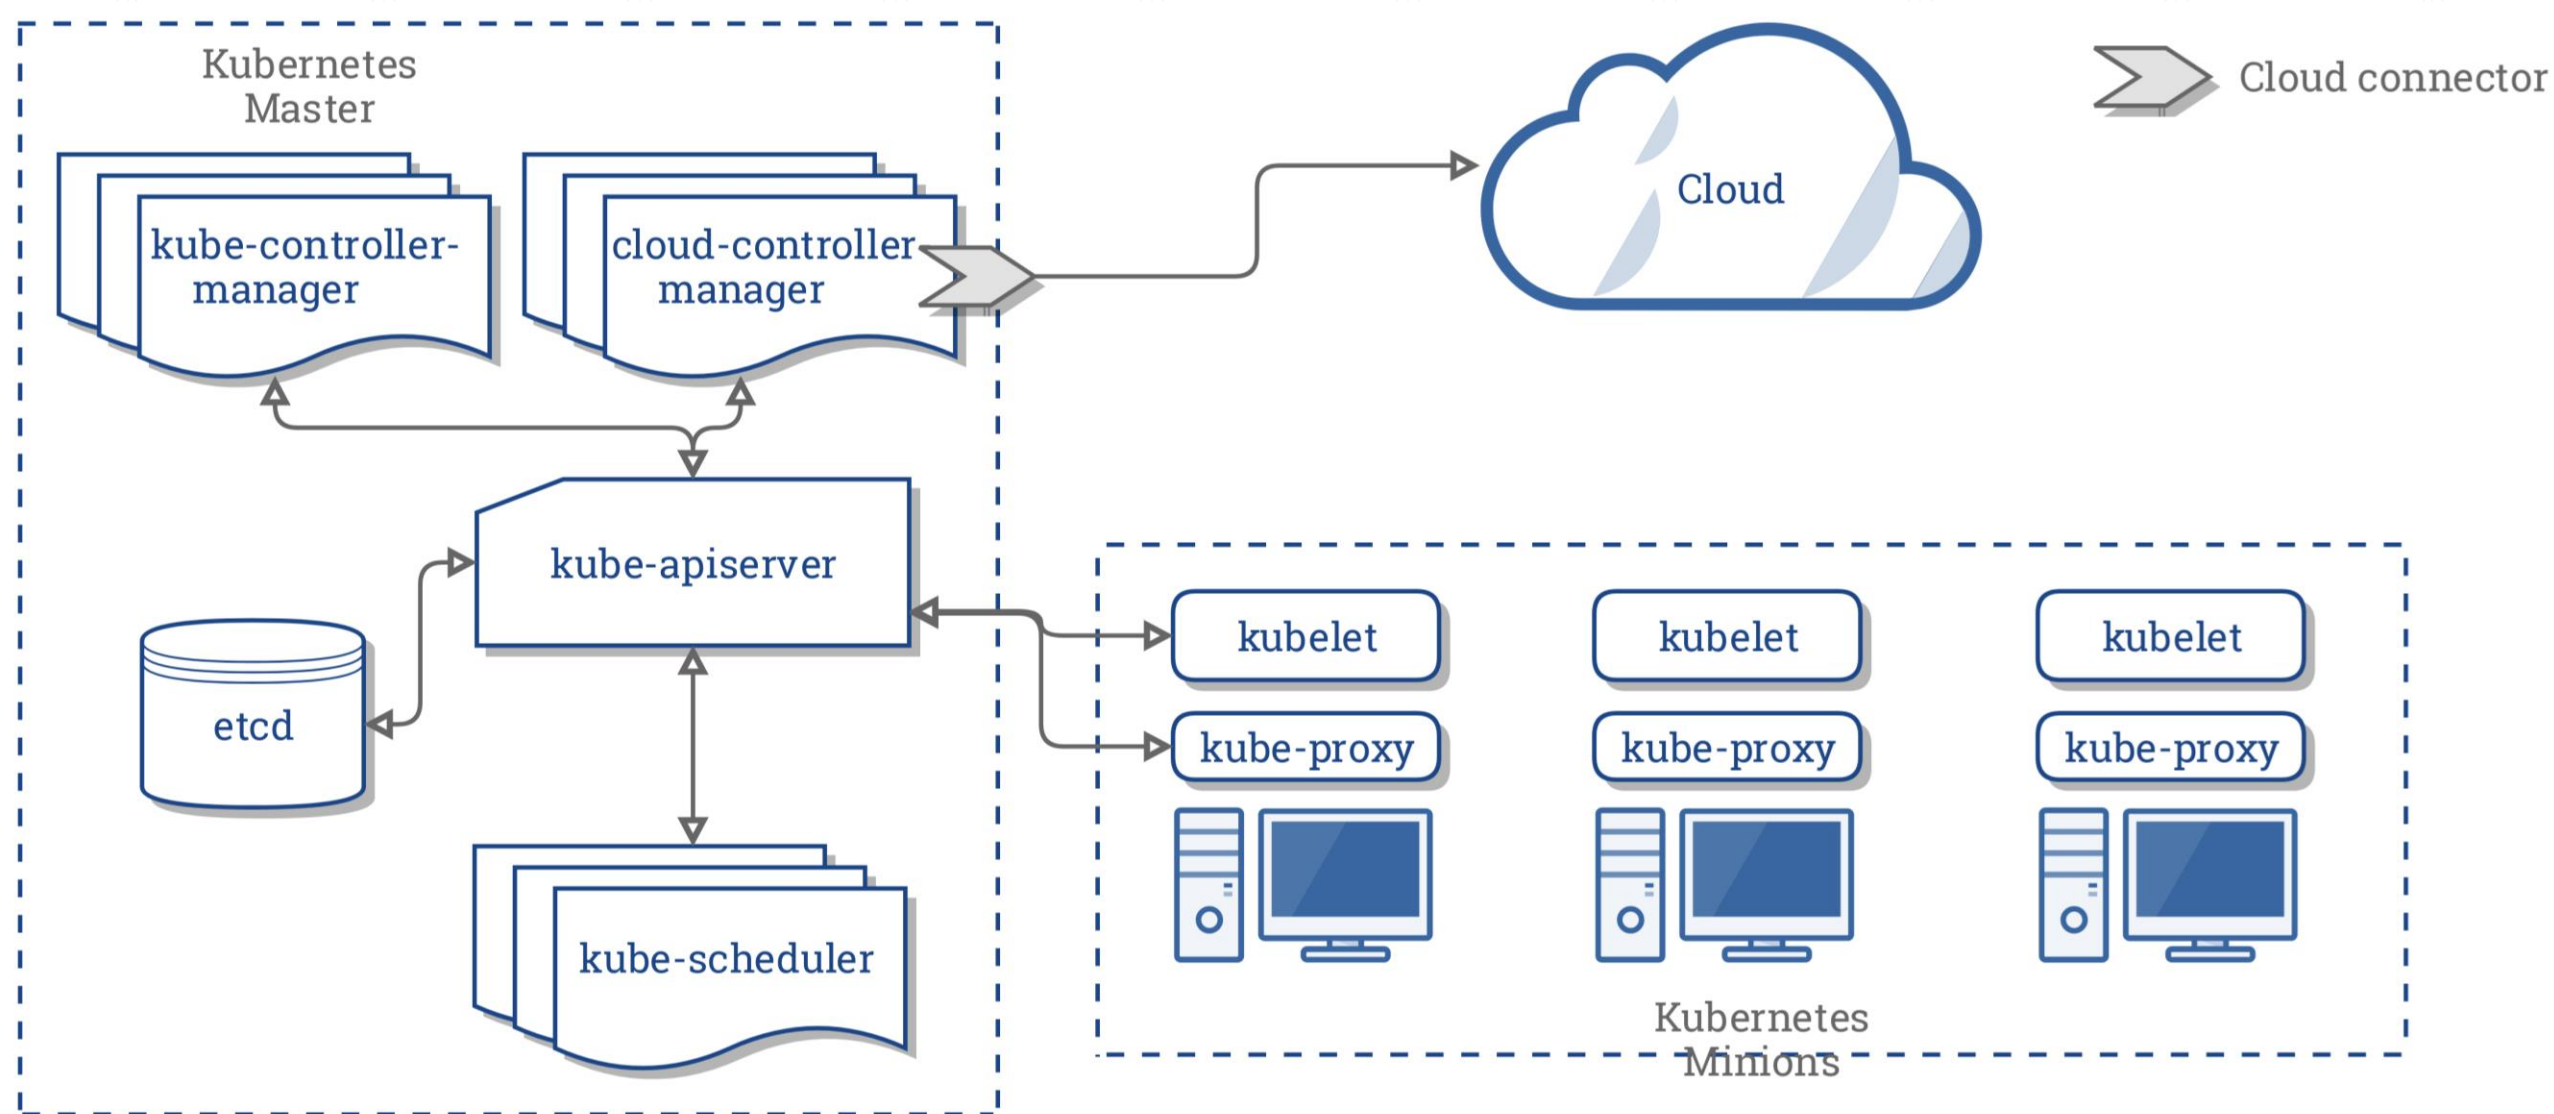 Kubernetes
Master
kube-controller-
manager
cloud-controller
manager
Cloud
Cloud connector
kube-apiserver
etcd
kube-scheduler
kubelet
kubelet
kubelet
kube-proxy
kube-proxy
kube-proxy
Kubernetes
Minions